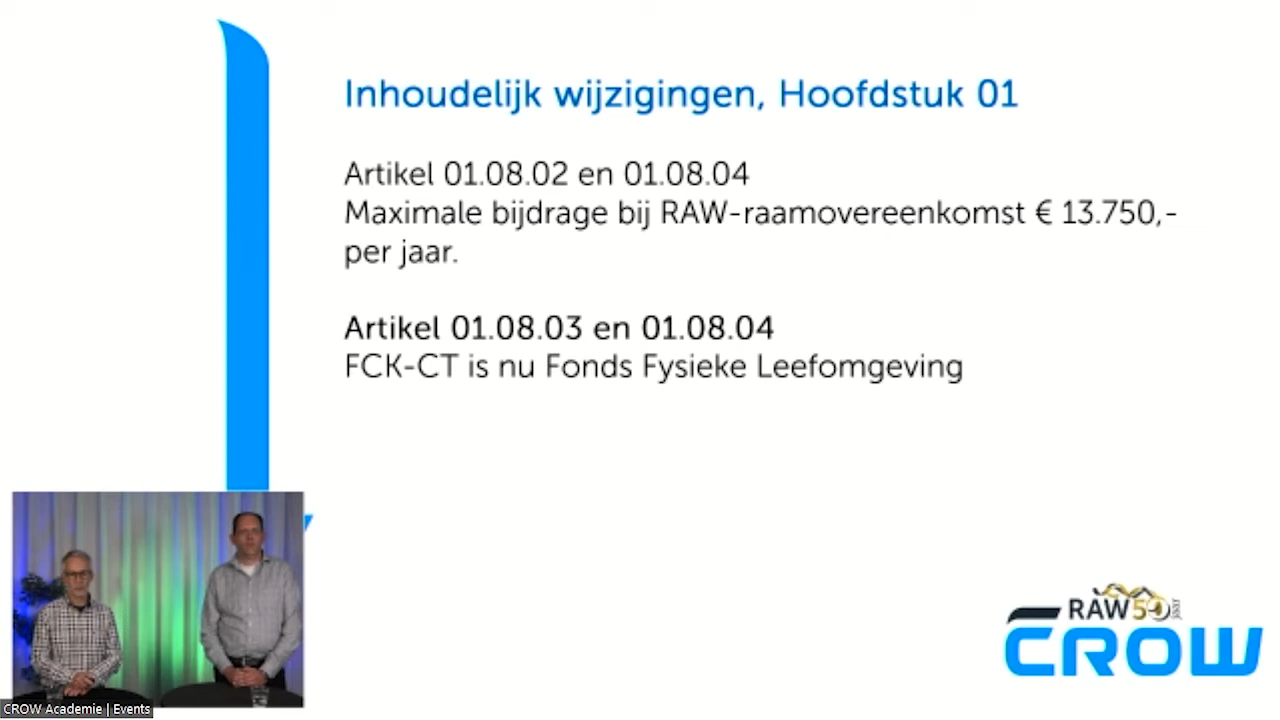 Inhoudelijk wijzigingen, Hoofdstuk 01
Artikel 01.08.02 en 01.08.04
Maximale bijdrage bij RAW-raamovereenkomst € 13.750,-
per jaar.
Artikel 01.08.03 en 01.08.04
FCK-CT is nu Fonds Fysieke Leefomgeving
RAW 50 JAAR
CROW
CROW Academie | Events